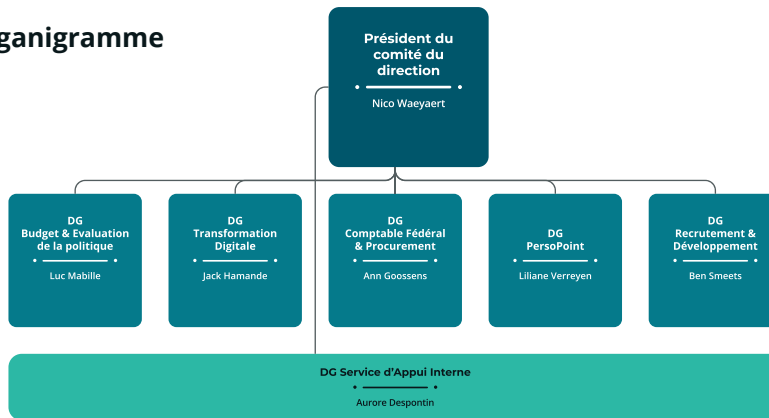 ganigramme
Président du
comité du
direction
Nico Waeyaert
DG
Budget & Evaluation
de la politique
Luc Mabille
DG
Transformation
Digitale
Jack Hamande
DG
Comptable Fédéral
& Procurement
Ann Goossens
DG
PersoPoint
Liliane Verreyen
DG
Recrutement &
Développement
Ben Smeets
DG Service d’Appui Interne
Aurore Despontin